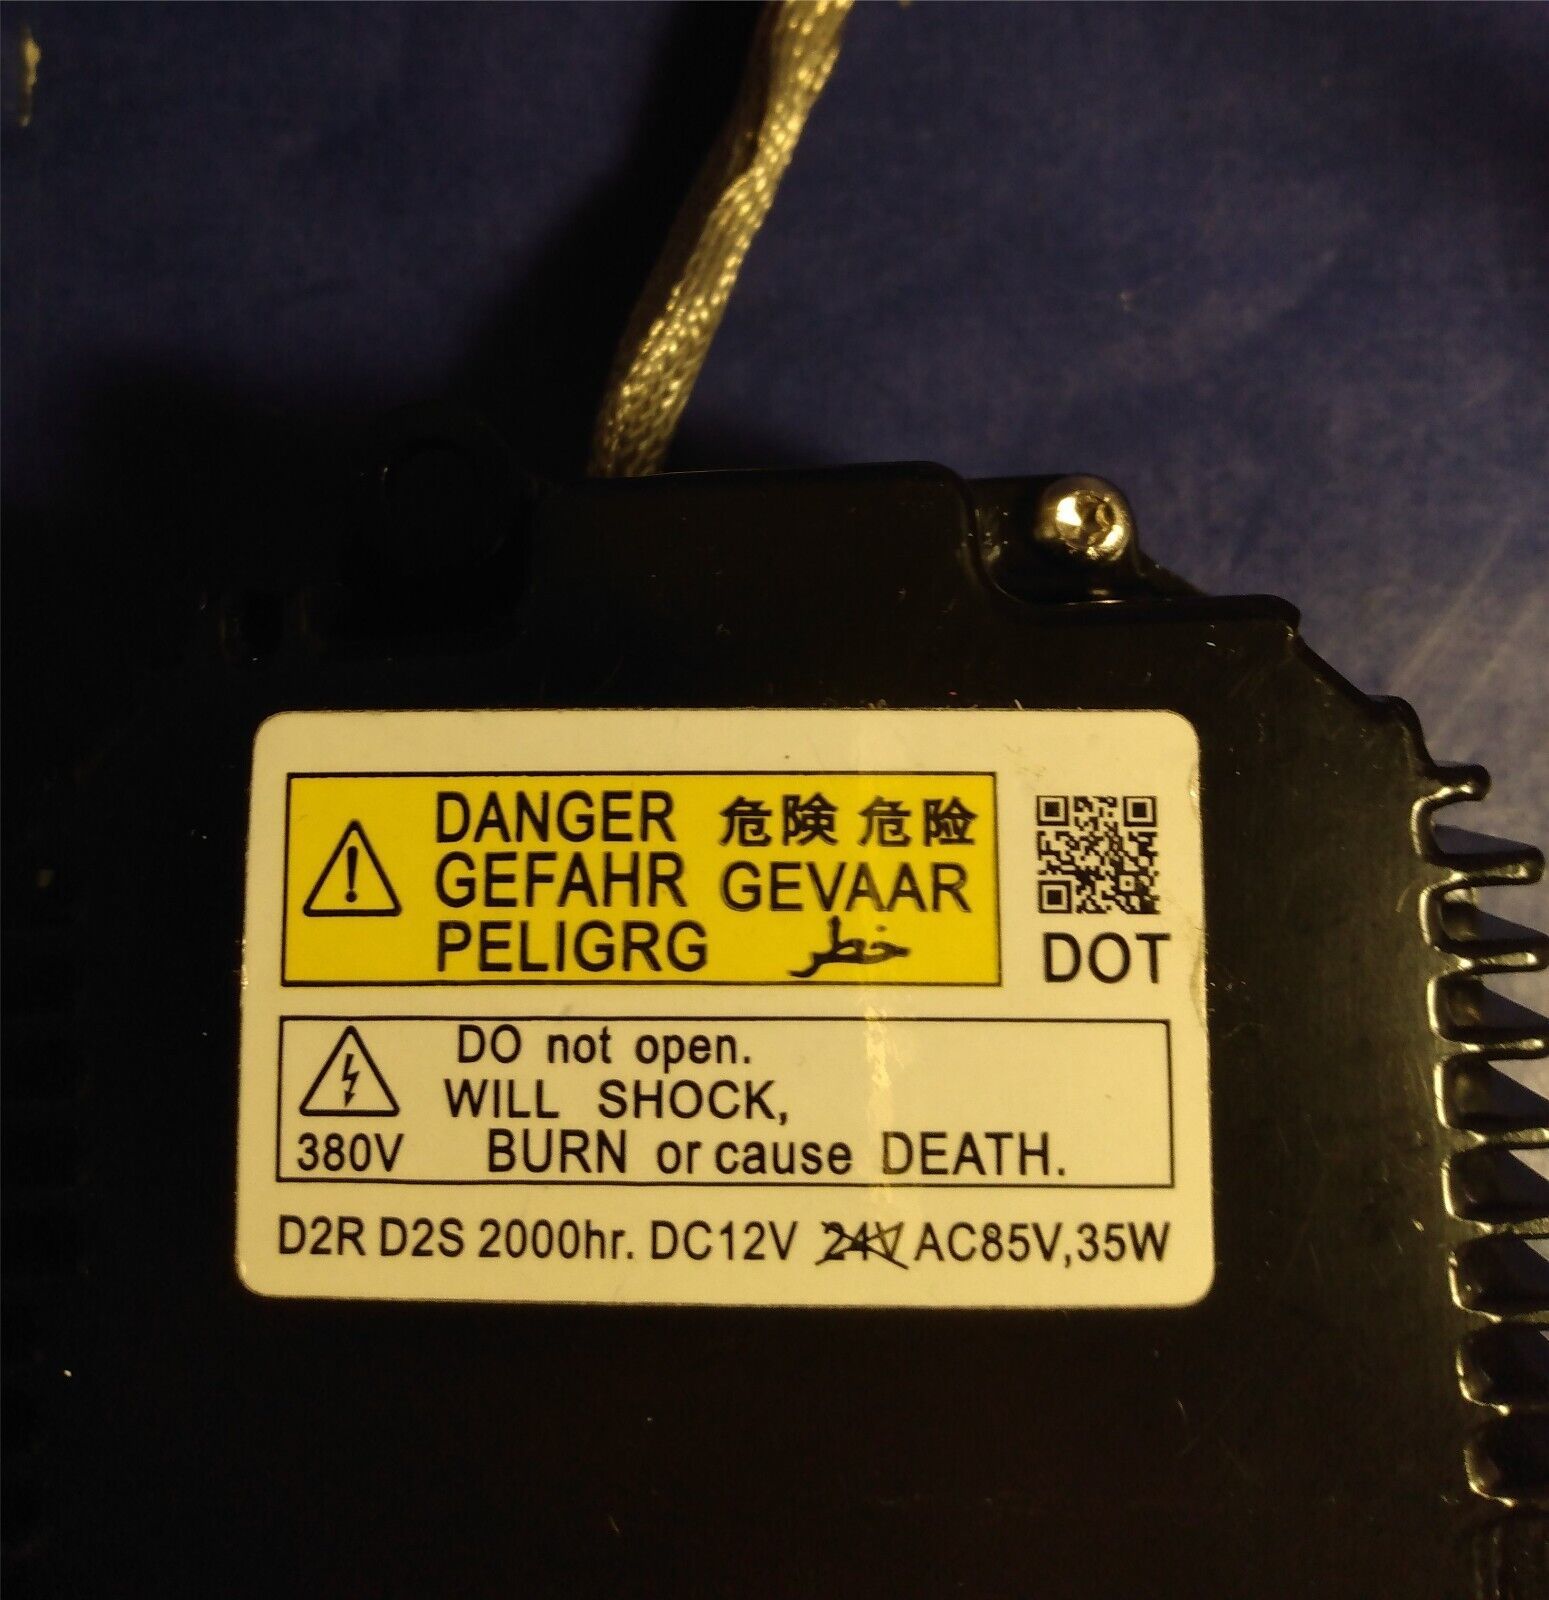 DANGER 危険 危险
GEFAHR GEVAAR
PELIGRG خطر
DOT
DO not open.
WILL SHOCK,
380V BURN or cause DEATH.
D2R D2S 2000hr. DC12V 24V AC85V,35W